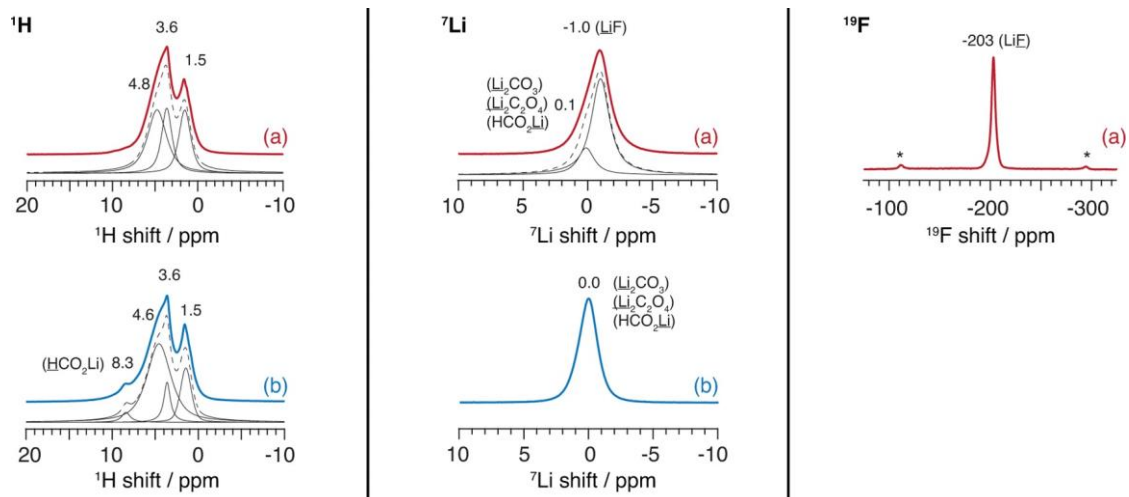 ¹H
3.6
1.5
4.8
(a)
20 10 0 -10
¹H shift / ppm
3.6
4.6
1.5
(HCO₂Li) 8.3
(b)
20 10 0 -10
¹H shift / ppm
⁷Li
-1.0 (LiF)
(Li₂CO₃)
(Li₂C₂O₄) 0.1
(HCO₂Li)
(a)
10 5 0 -5 -10
⁷Li shift / ppm
0.0 (Li₂CO₃)
(Li₂C₂O₄)
(HCO₂Li)
(b)
10 5 0 -5 -10
⁷Li shift / ppm
¹⁹F
-203 (LiF)
(a)
* *
-100 -200 -300
¹⁹F shift / ppm